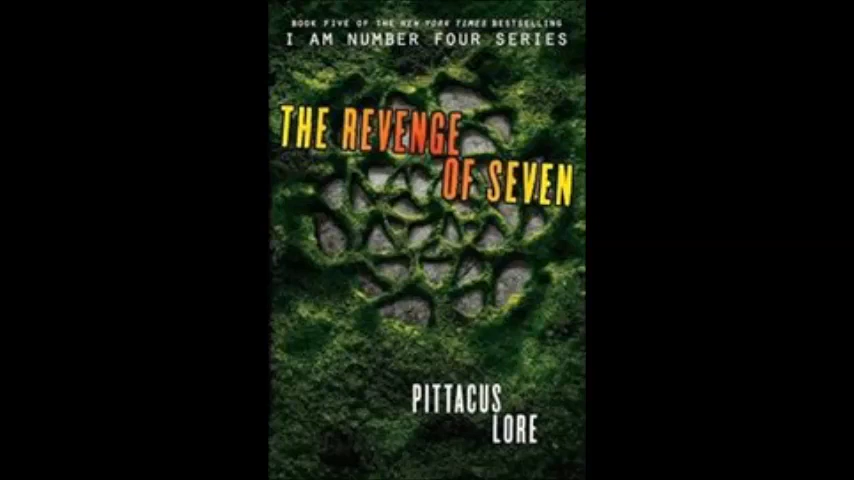 BOOK FIVE OF THE NEW YORK TIMES BESTSELLING
I AM NUMBER FOUR SERIES
THE REVENGE
OF SEVEN
PITTACUS
LORE